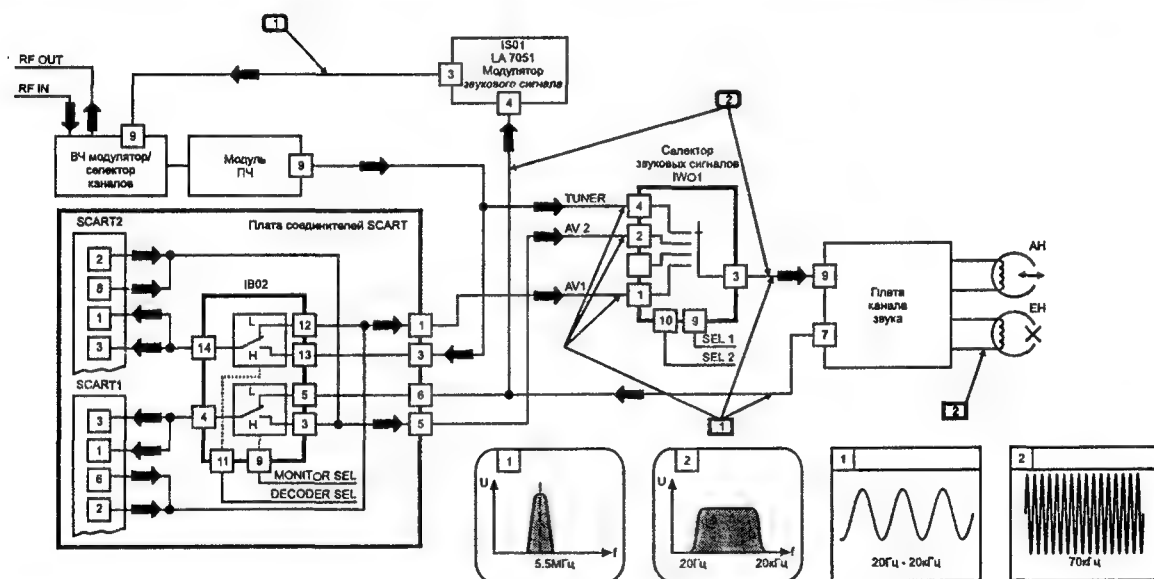 1
RF OUT
RF IN
IS01
LA 7051
Модулятор
звукового сигнала
3
4
2
9
ВЧ модулятор/
селектор
каналов
Модуль
ПЧ
9
Селектор
звуковых сигналов
IWO1
TUNER
4
AV 2
2
AV1
1
3
10
9
SEL 1
SEL 2
Плата соединителей SCART
SCART2
2
8
1
3
IB02
L
H
12
13
14
L
H
5
3
4
11
9
MONITOR SEL
DECODER SEL
SCART1
3
1
6
2
1
3
6
5
9
7
Плата
канала
звука
АН
ЕН
2
1
1
U
f
5.5МГц
2
U
f
20Гц
20кГц
1
20Гц - 20кГц
2
70кГц